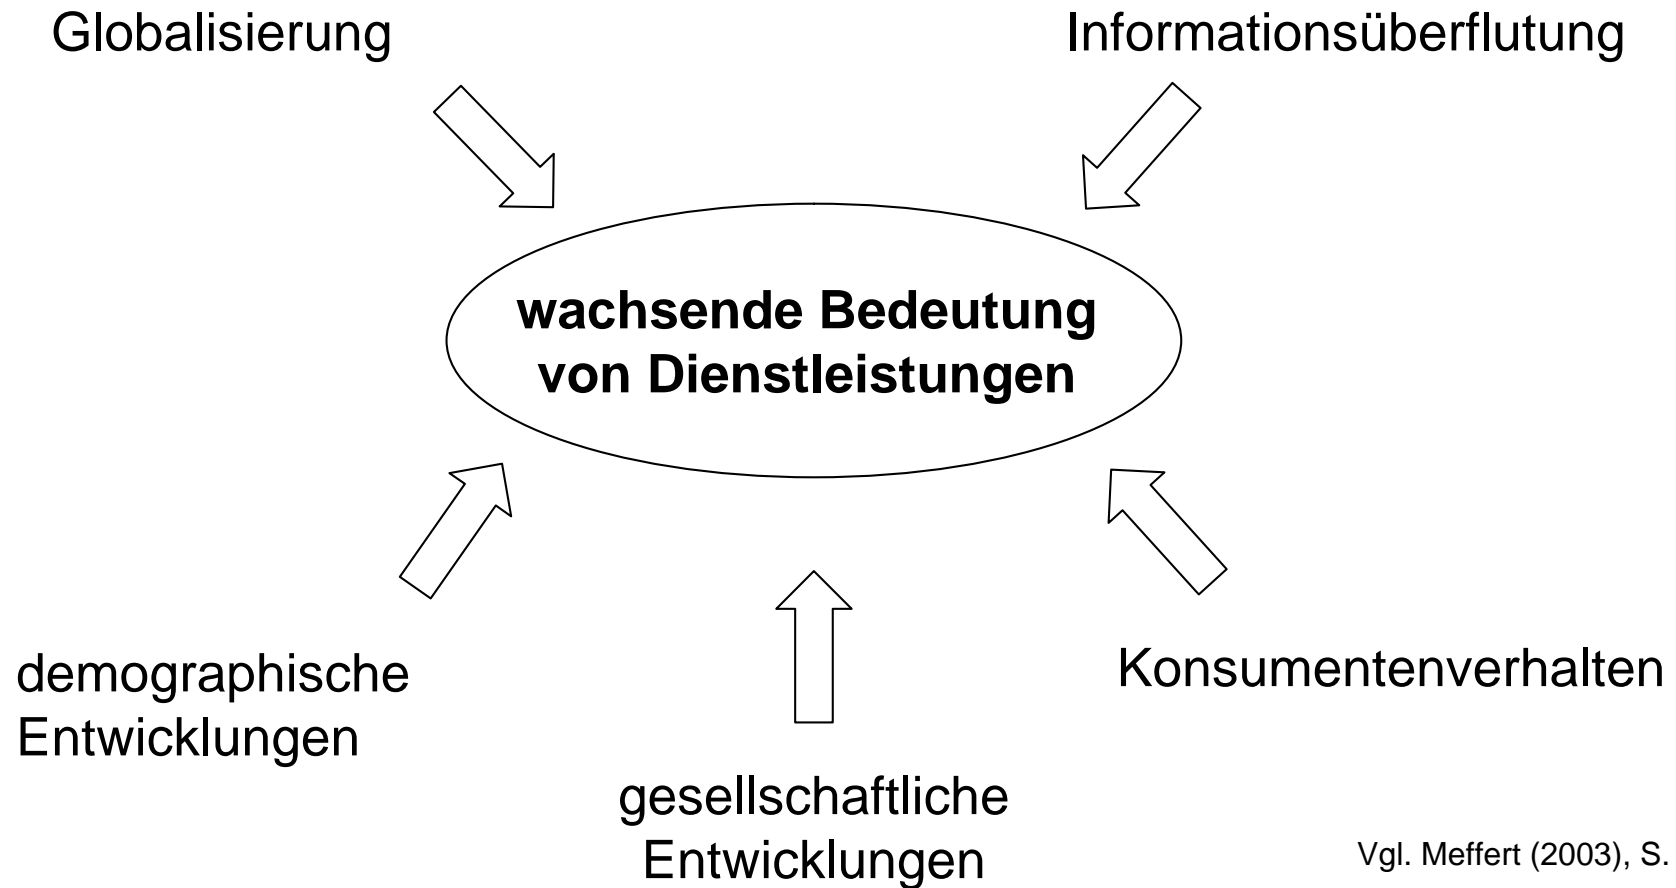 Globalisierung
Informationsüberflutung
wachsende Bedeutung
von Dienstleistungen
demographische
Entwicklungen
Konsumentenverhalten
gesellschaftliche
Entwicklungen
Vgl. Meffert (2003), S.